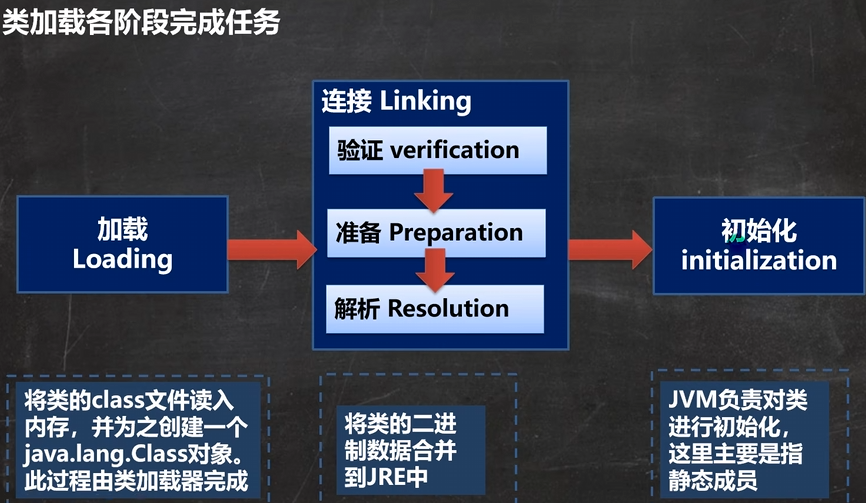 类加载各阶段完成任务
连接 Linking
验证 verification
准备 Preparation
解析 Resolution
加载
Loading
初始化
initialization
将类的class文件读入
内存，并为之创建一个
java.lang.Class对象。
此过程由类加载器完成
将类的二进
制数据合并
到JRE中
JVM负责对类
进行初始化，
这里主要是指
静态成员